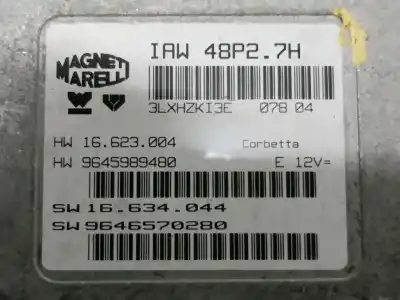 MAGNETI
MARELLI
IAW 48P2.7H
3LXHZKI3E 078 04
HW 16.623.004 Corbetta
HW 9645989480 E 12V=
SW 16.634.044
SW 9646570280